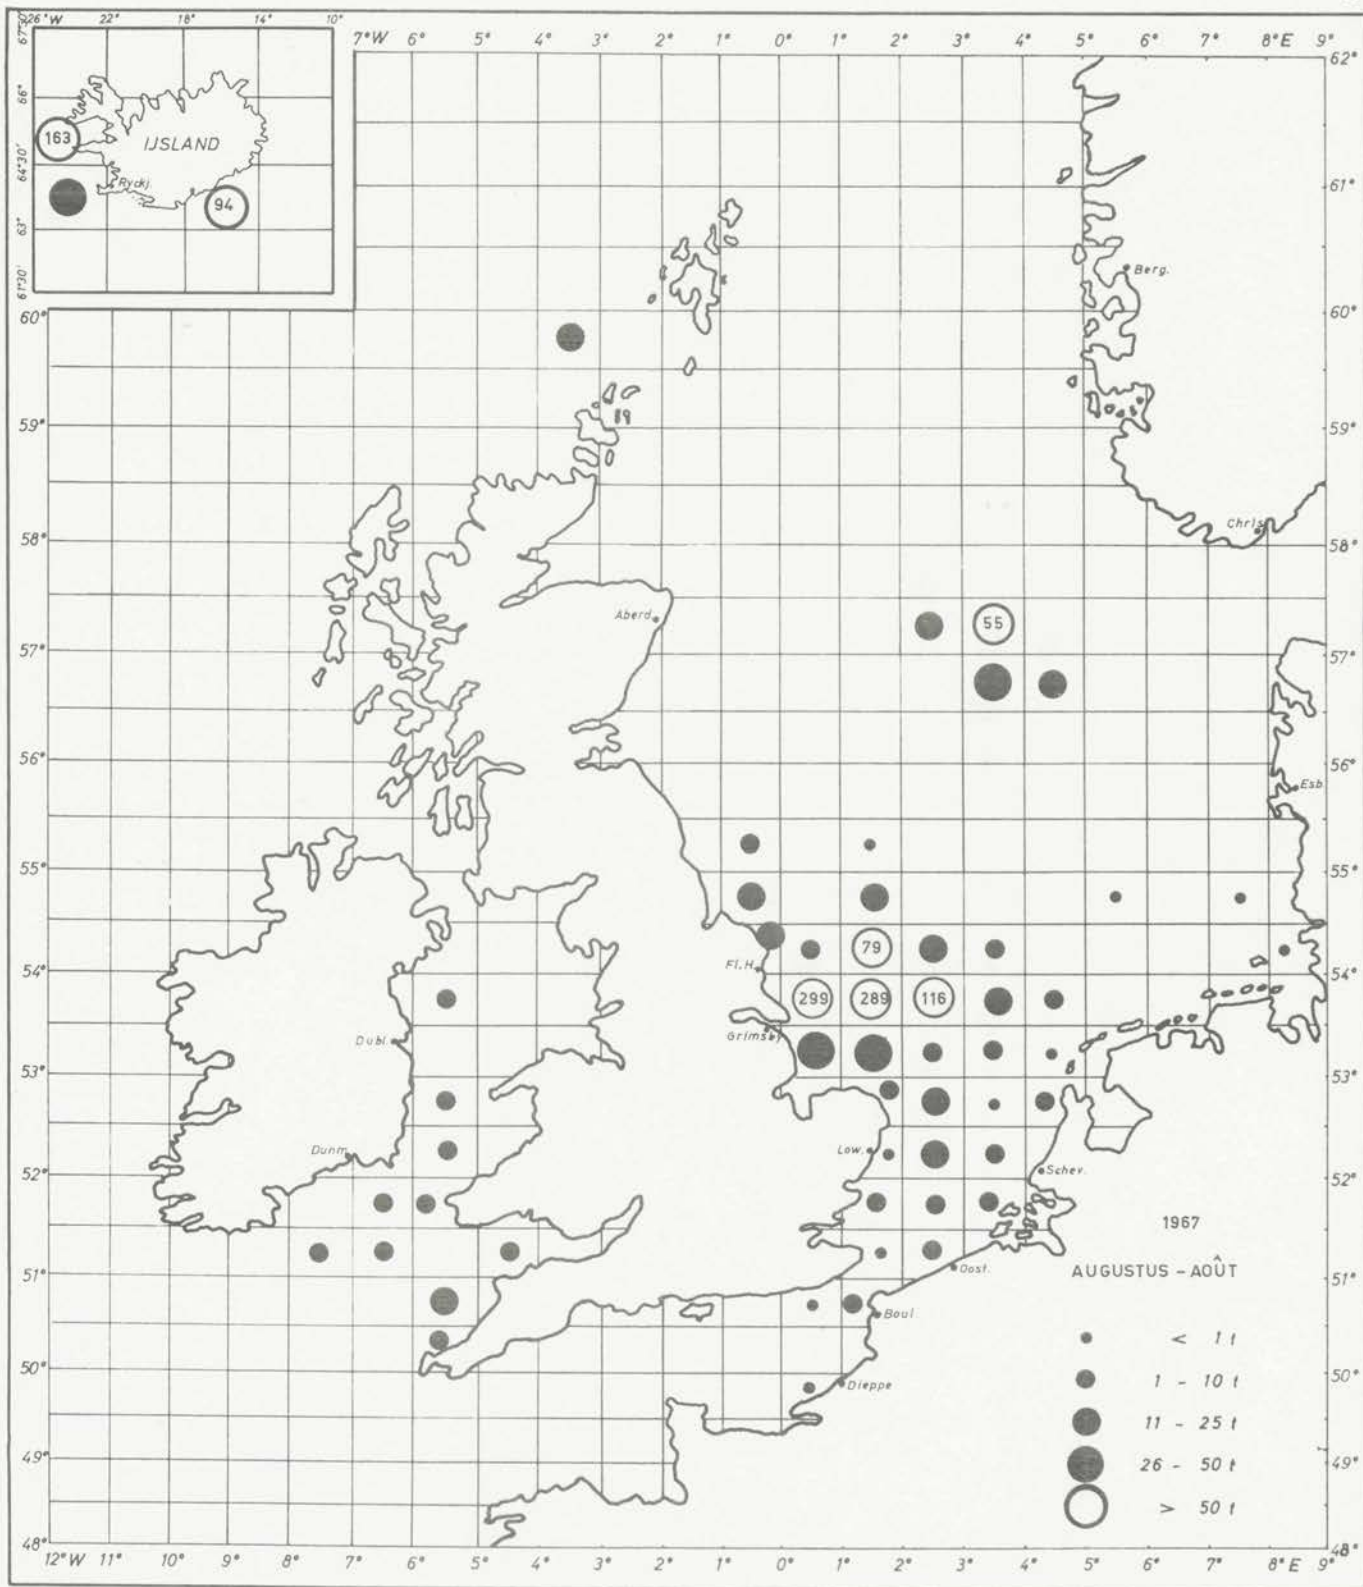 26°W 22° 18° 14° 10°
67°30'
66°
64°30'
63°
61°30'
163
IJSLAND
Ryckj.
94
7°W 6° 5° 4° 3° 2° 1° 0° 1° 2° 3° 4° 5° 6° 7° 8°E 9°
62°
61°
Berg.
60° 60°
59° 59°
Chris
58° 58°
Aberd.
55
57° 57°
56° 56°
Esb.
55° 55°
79
Fl.H.
54° 54°
299 289 116
Grimsby
Dubl.
53° 53°
Dunm.
Low.
Schev.
52° 52°
1967
AUGUSTUS – AOÛT
Oost.
51° 51°
Boul.
< 1 t
Dieppe
50° 50°
1 - 10 t
11 - 25 t
49° 49°
26 - 50 t
> 50 t
48° 48°
12°W 11° 10° 9° 8° 7° 6° 5° 4° 3° 2° 1° 0° 1° 2° 3° 4° 5° 6° 7° 8°E 9°